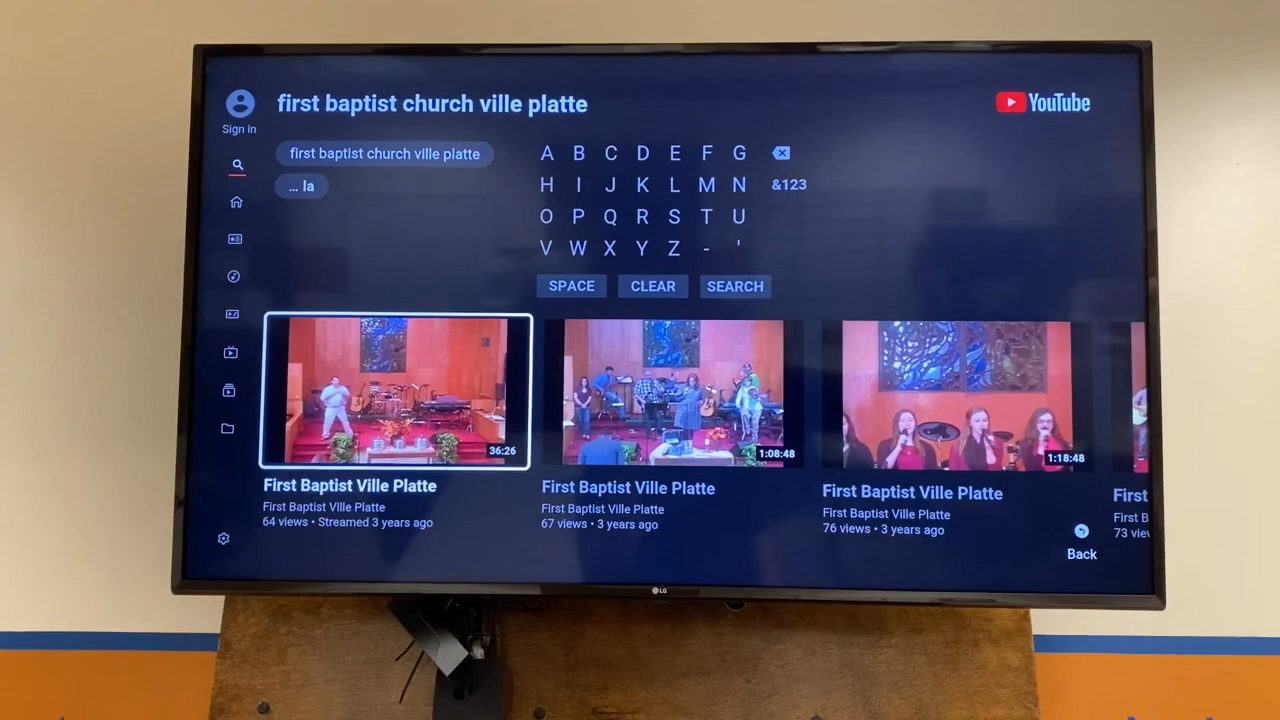 first baptist church ville platte
YouTube
Sign in
first baptist church ville platte
... la
A B C D E F G
H I J K L M N &123
O P Q R S T U
V W X Y Z - '
SPACE CLEAR SEARCH
36:26
1:08:48
1:18:48
First Baptist Ville Platte
First Baptist Ville Platte
64 views • Streamed 3 years ago
First Baptist Ville Platte
First Baptist Ville Platte
67 views • 3 years ago
First Baptist Ville Platte
First Baptist Ville Platte
76 views • 3 years ago
First
First B
73 view
Back
LG